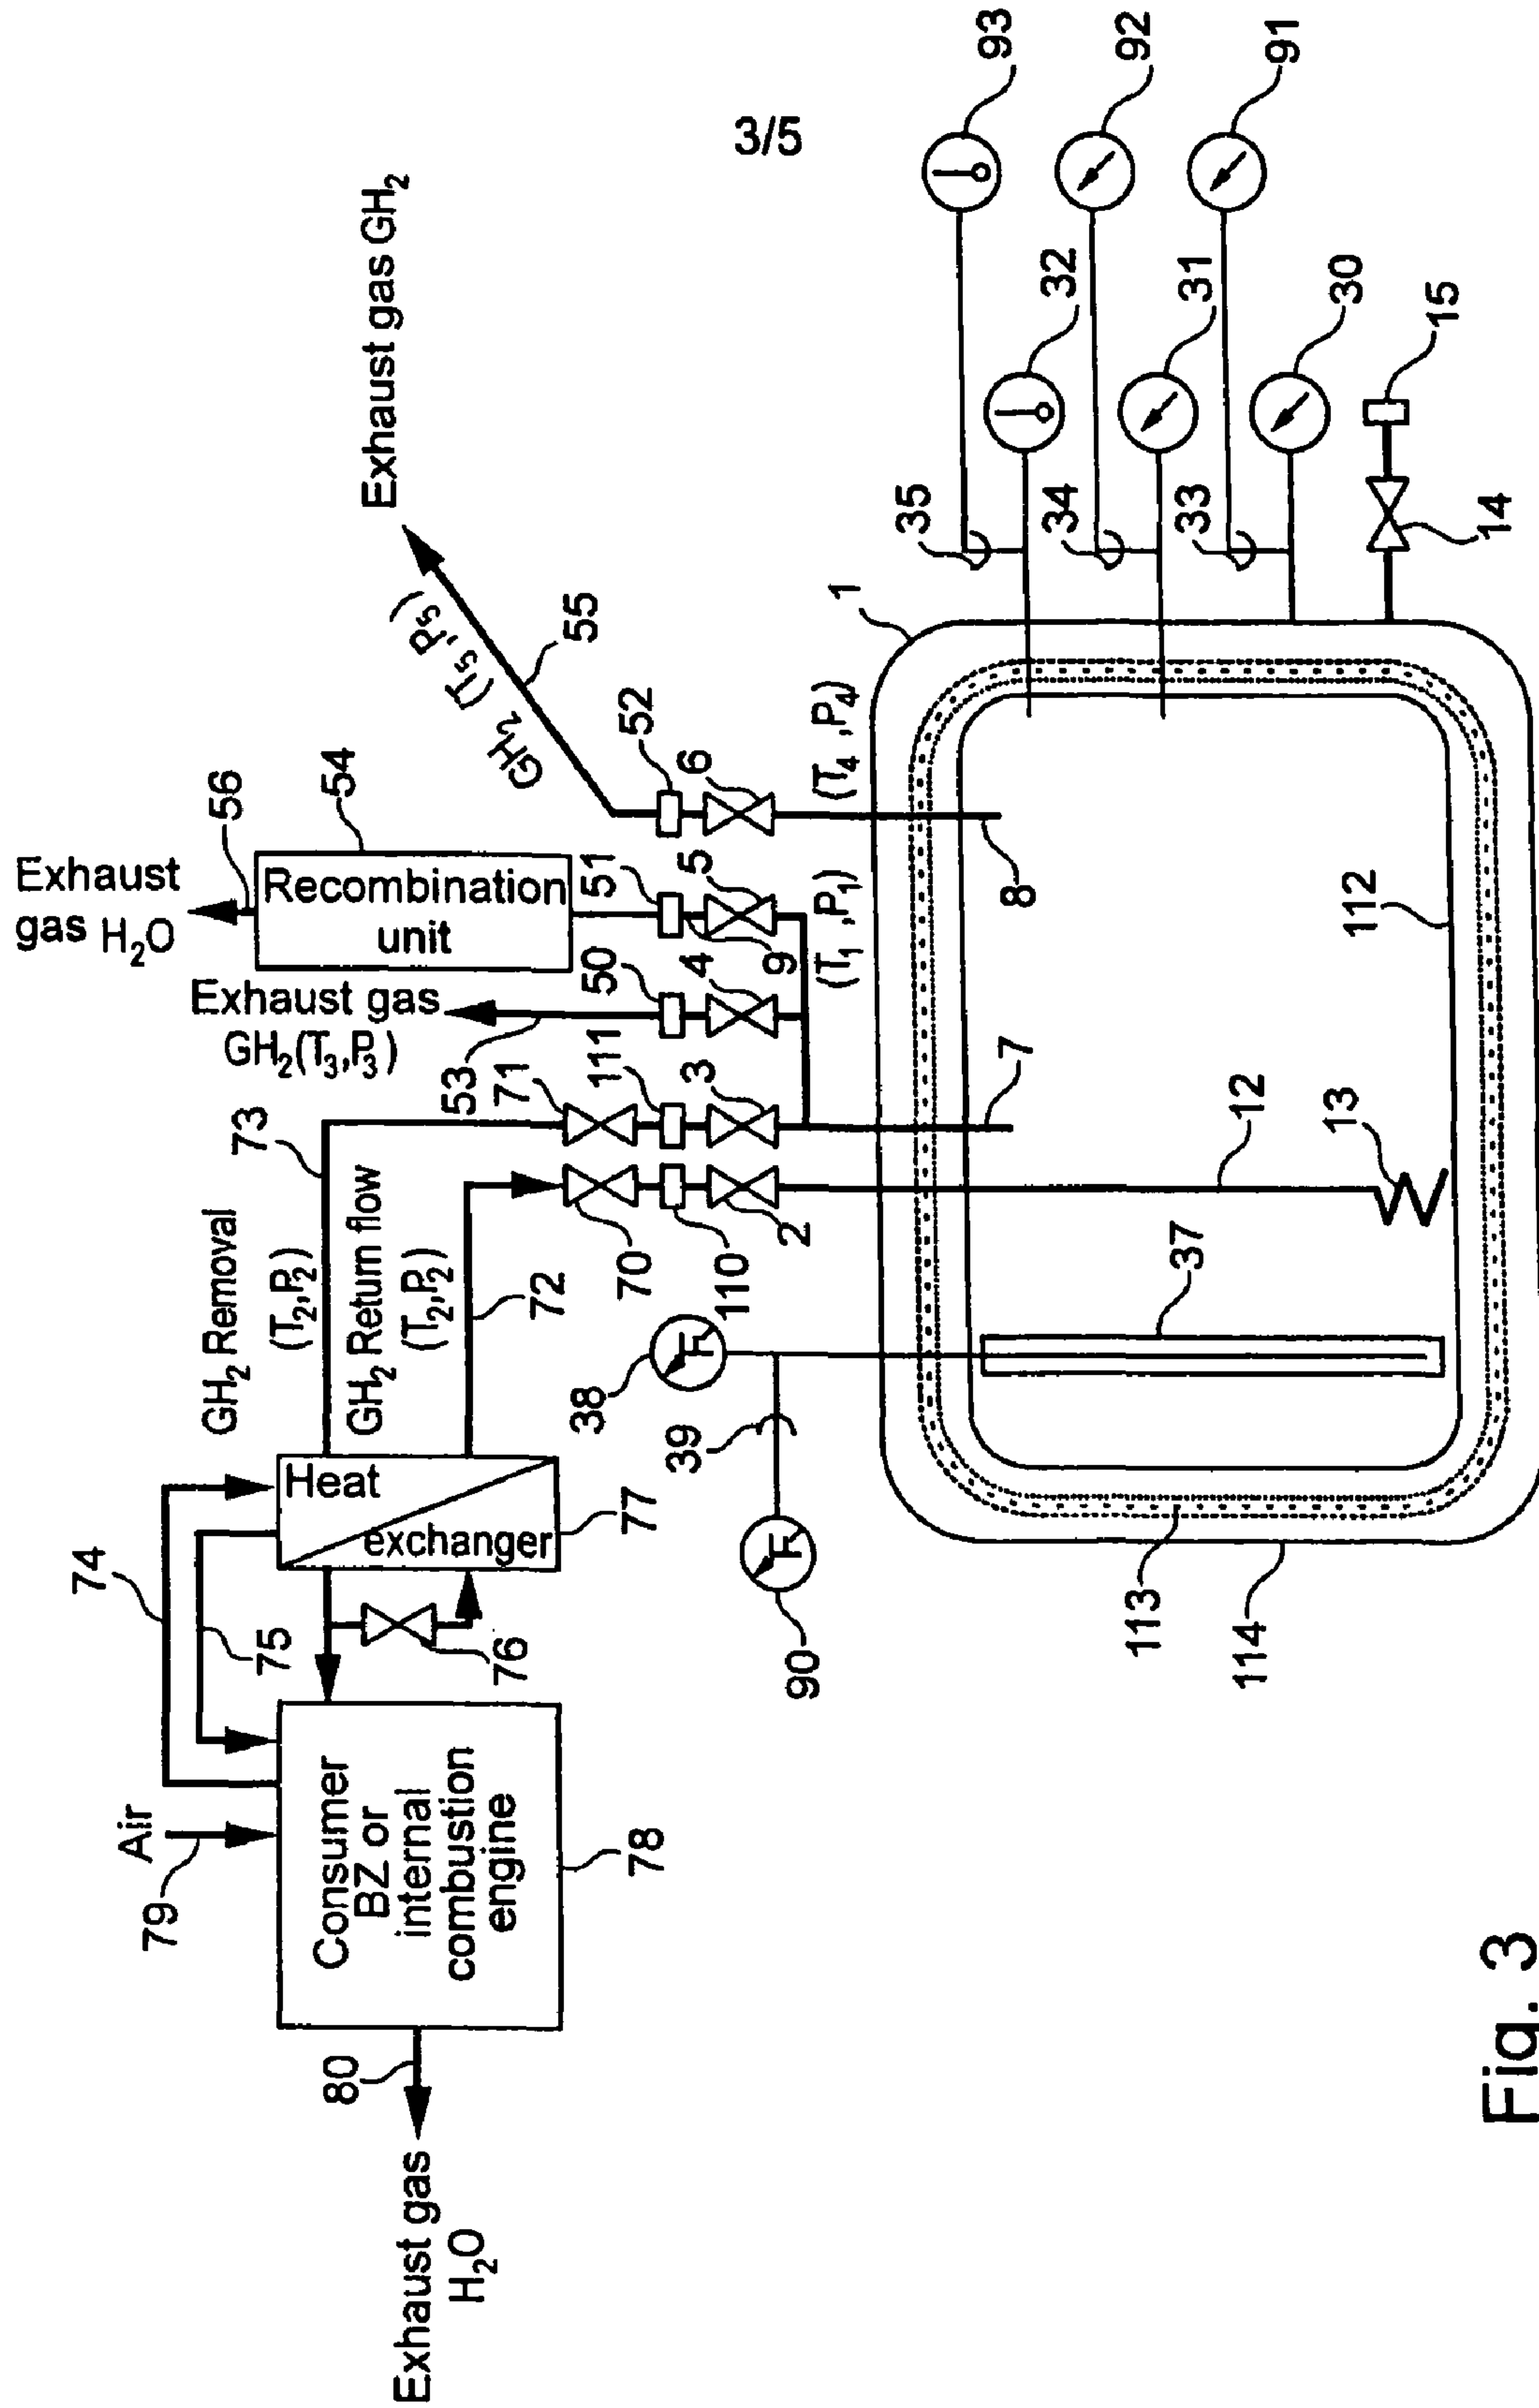 3/5
Exhaust gas GH2
GH2 (T5,P5)
55
93
92
91
32
31
30
15
14
35
34
33
1
Exhaust
gas H2O
56
54
Recombination
unit
52
6
51
5
9
(T4 ,P4)
(T1 ,P1)
8
Exhaust gas
GH2(T3,P3)
53
50
4
71
111
3
7
73
GH2 Removal
(T2,P2)
GH2 Return flow
(T2,P2)
72
70
110
2
12
13
112
37
38
39
90
113
114
Heat
exchanger
77
74
75
76
Air
79
Consumer
BZ or
internal
combustion
engine
78
80
Exhaust gas
H2O
F
F
Fig. 3